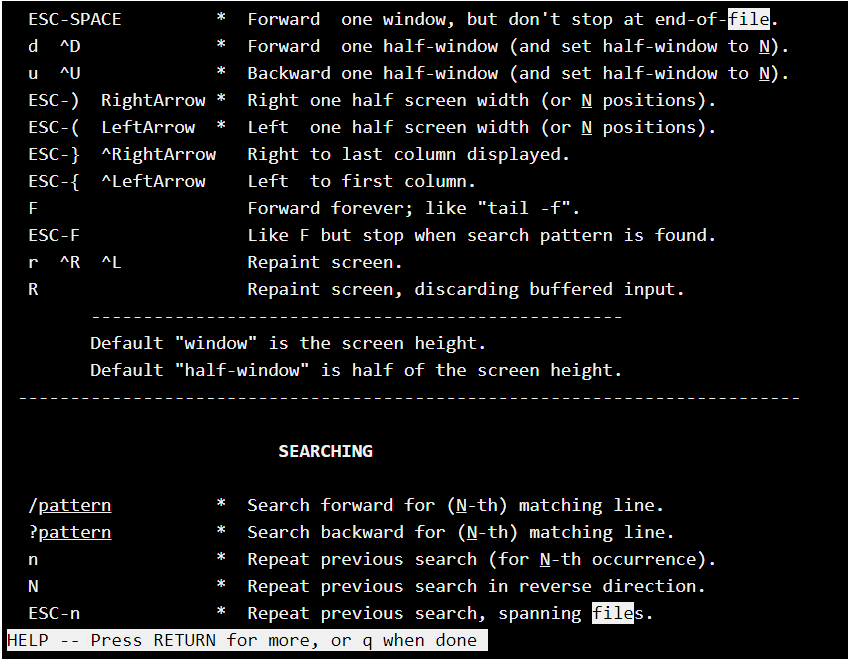 ESC-SPACE * Forward one window, but don't stop at end-of-file.
d ^D * Forward one half-window (and set half-window to N).
u ^U * Backward one half-window (and set half-window to N).
ESC-) RightArrow * Right one half screen width (or N positions).
ESC-( LeftArrow * Left one half screen width (or N positions).
ESC-} ^RightArrow Right to last column displayed.
ESC-{ ^LeftArrow Left to first column.
F Forward forever; like "tail -f".
ESC-F Like F but stop when search pattern is found.
r ^R ^L Repaint screen.
R Repaint screen, discarding buffered input.
---------------------------------------------------
Default "window" is the screen height.
Default "half-window" is half of the screen height.
---------------------------------------------------------------------------
SEARCHING
/pattern * Search forward for (N-th) matching line.
?pattern * Search backward for (N-th) matching line.
n * Repeat previous search (for N-th occurrence).
N * Repeat previous search in reverse direction.
ESC-n * Repeat previous search, spanning files.
HELP -- Press RETURN for more, or q when done